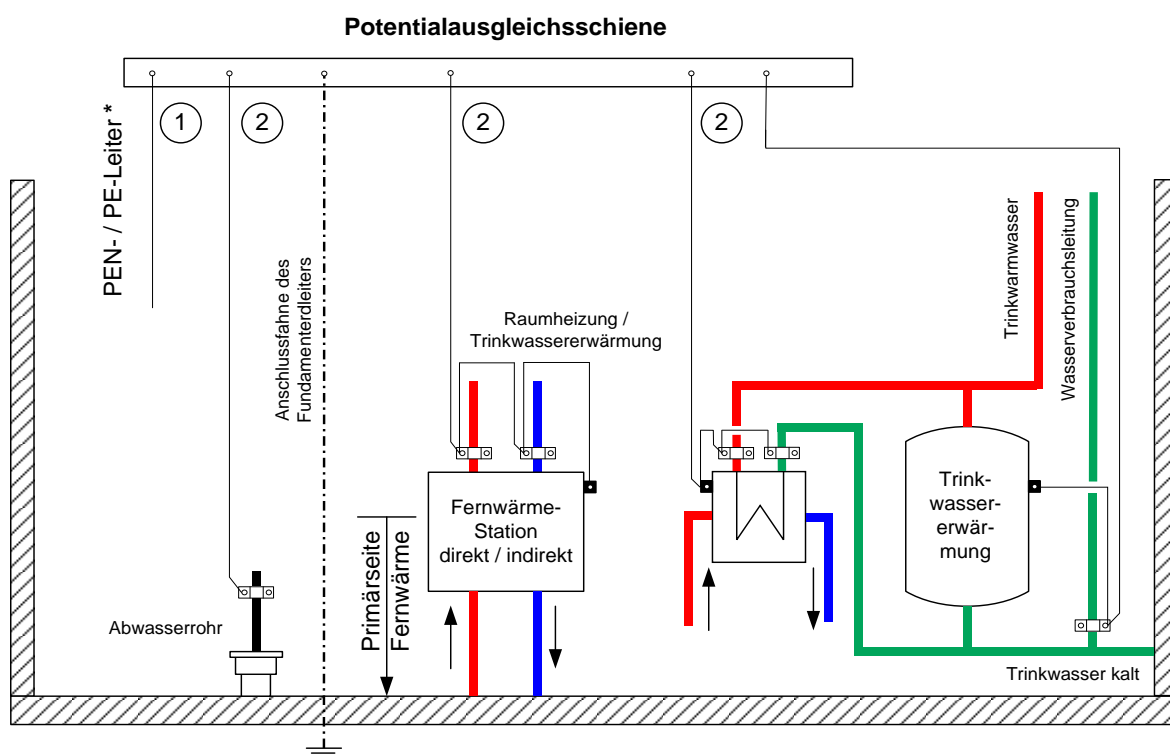 Potentialausgleichsschiene
PEN- / PE-Leiter *
1
2
2
2
Anschlussfahne des
Fundamenterdleiters
Raumheizung /
Trinkwassererwärmung
Trinkwarmwasser
Wasserverbrauchsleitung
Fernwärme-
Station
direkt / indirekt
Trink-
wasser-
erwär-
mung
Primärseite
Fernwärme
Abwasserrohr
Trinkwasser kalt